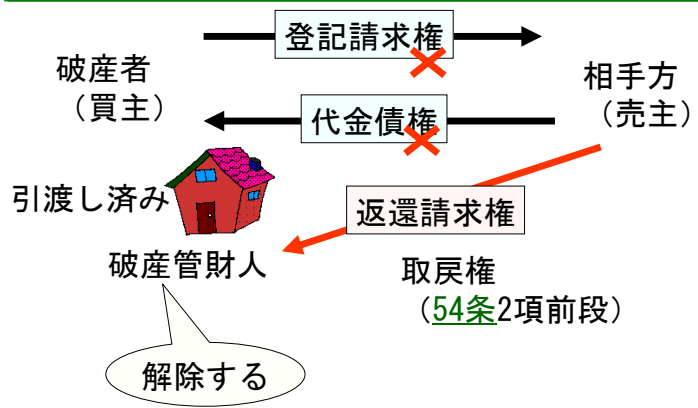 登記請求権
破産者
（買主）
相手方
（売主）
代金債権
引渡し済み
返還請求権
破産管財人
取戻権
（54条2項前段）
解除する